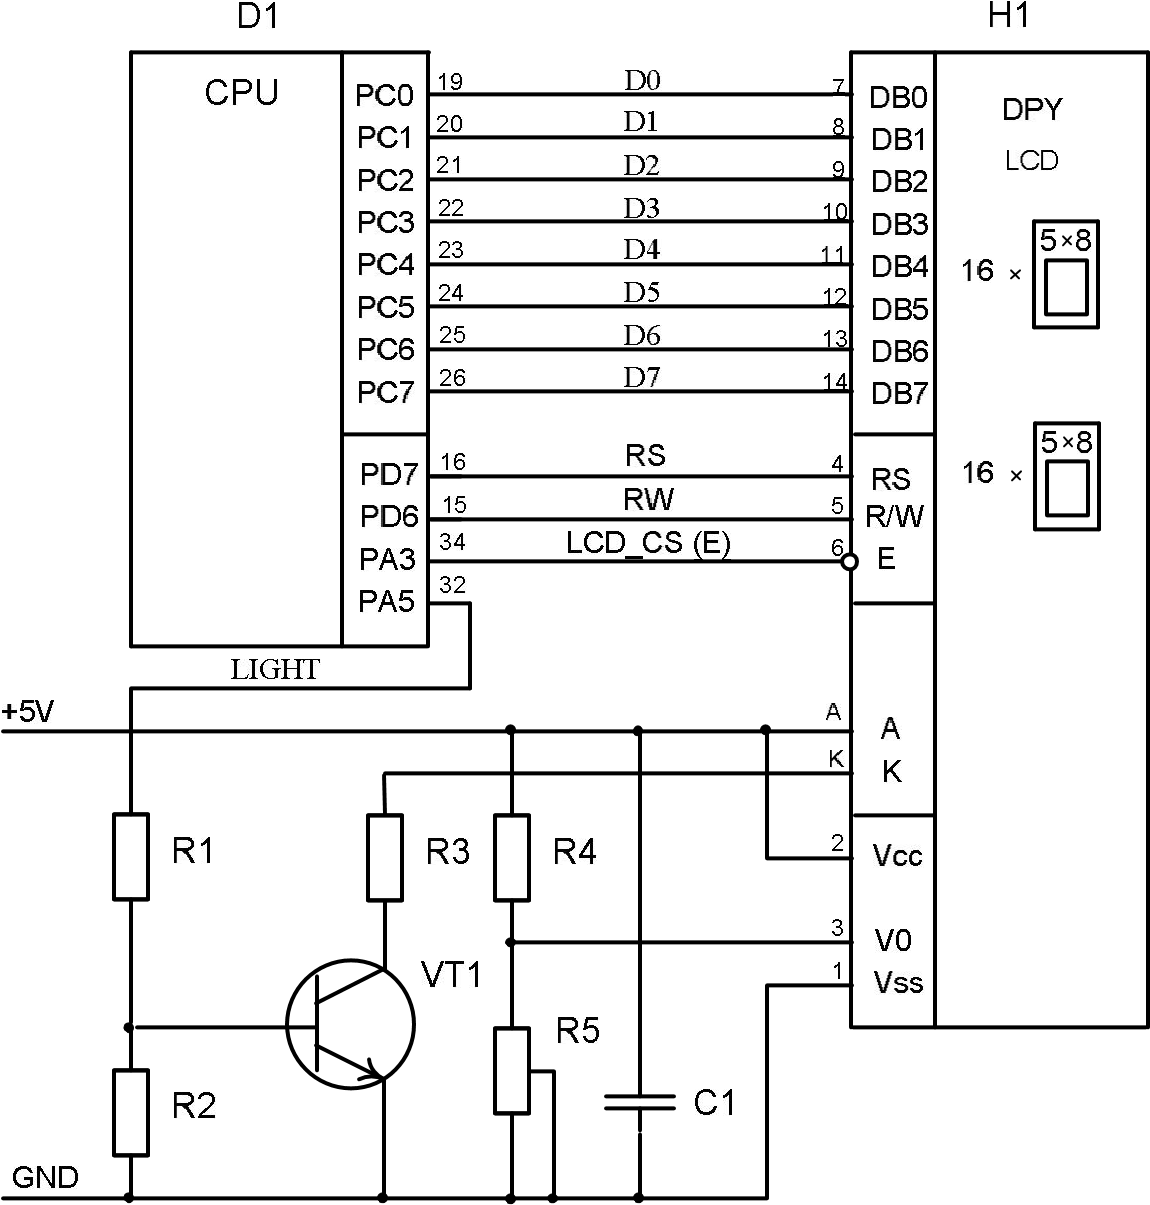 D1 H1
CPU PC0 19 D0 7 DB0 DPY
PC1 20 D1 8 DB1
LCD
PC2 21 D2 9 DB2
PC3 22 D3 10 DB3
5×8
16 ×
PC4 23 D4 11 DB4
PC5 24 D5 12 DB5
PC6 25 D6 13 DB6
PC7 26 D7 14 DB7
5×8
16 ×
PD7 16 RS 4 RS
PD6 15 RW 5 R/W
PA3 34 LCD_CS (E) 6 E
PA5 32
LIGHT
+5V A A
K K
R1 R3 R4 2 Vcc
3 V0
VT1 1 Vss
R5
R2 C1
GND